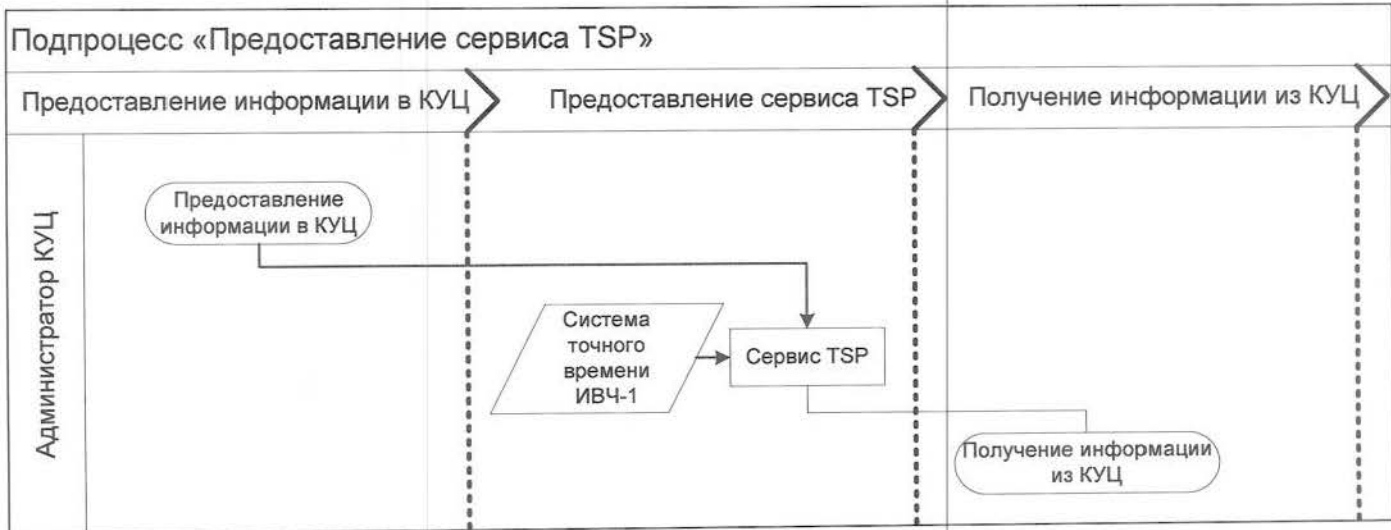 Подпроцесс «Предоставление сервиса TSP»
Предоставление информации в КУЦ
Предоставление сервиса TSP
Получение информации из КУЦ
Администратор КУЦ
Предоставление
информации в КУЦ
Система
точного
времени
ИВЧ-1
Сервис TSP
Получение информации
из КУЦ